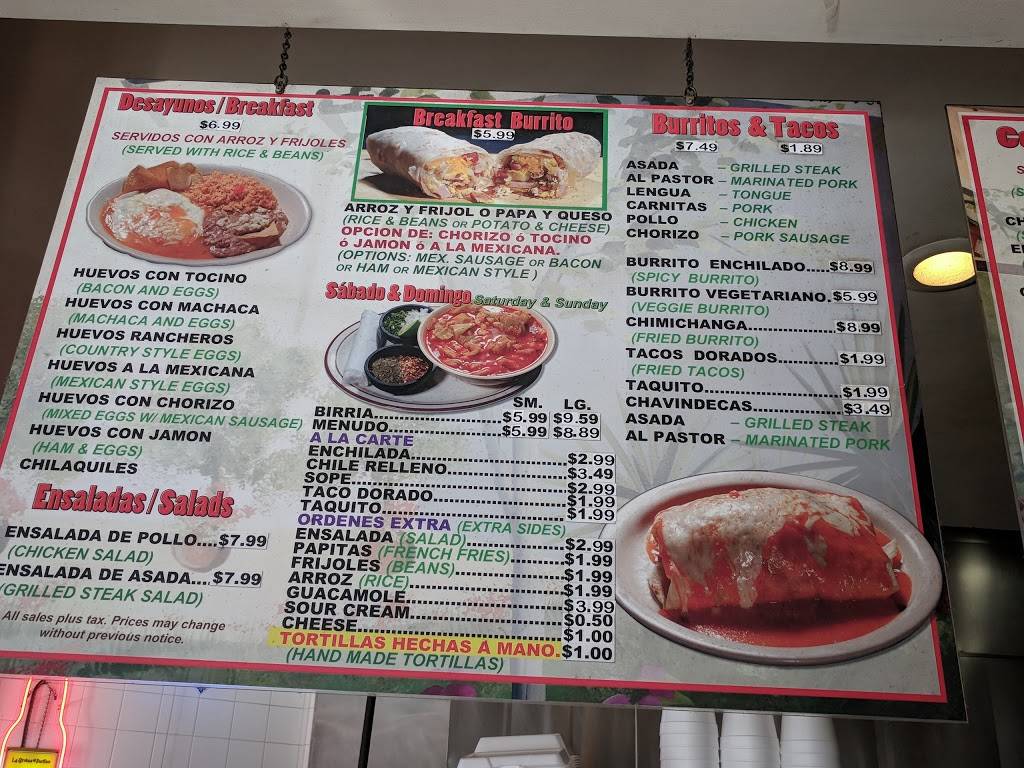 Desayunos / Breakfast
$6.99
SERVIDOS CON ARROZ Y FRIJOLES
(SERVED WITH RICE & BEANS)
HUEVOS CON TOCINO
(BACON AND EGGS)
HUEVOS CON MACHACA
(MACHACA AND EGGS)
HUEVOS RANCHEROS
(COUNTRY STYLE EGGS)
HUEVOS A LA MEXICANA
(MEXICAN STYLE EGGS)
HUEVOS CON CHORIZO
(MIXED EGGS W/ MEXICAN SAUSAGE)
HUEVOS CON JAMON
(HAM & EGGS)
CHILAQUILES
Ensaladas / Salads
ENSALADA DE POLLO....$7.99
(CHICKEN SALAD)
ENSALADA DE ASADA....$7.99
(GRILLED STEAK SALAD)
All sales plus tax. Prices may change
without previous notice.
Breakfast Burrito
$5.99
ARROZ Y FRIJOL O PAPA Y QUESO
(RICE & BEANS OR POTATO & CHEESE)
OPCION DE: CHORIZO ó TOCINO
ó JAMON ó A LA MEXICANA.
(OPTIONS: MEX. SAUSAGE OR BACON
OR HAM OR MEXICAN STYLE )
Sábado & Domingo Saturday & Sunday
SM. LG.
BIRRIA....................$5.99 $9.59
MENUDO....................$5.99 $8.89
A LA CARTE
ENCHILADA....................$2.99
CHILE RELLENO....................$3.49
SOPE....................$2.99
TACO DORADO....................$1.99
TAQUITO....................$1.99
ORDENES EXTRA (EXTRA SIDES)
ENSALADA (SALAD)....................$2.99
PAPITAS (FRENCH FRIES)....................$1.99
FRIJOLES (BEANS)....................$1.99
ARROZ (RICE)....................$1.99
GUACAMOLE....................$3.99
SOUR CREAM....................$0.50
CHEESE....................$1.00
TORTILLAS HECHAS A MANO.$1.00
(HAND MADE TORTILLAS)
Burritos & Tacos
$7.49 $1.89
ASADA – GRILLED STEAK
AL PASTOR – MARINATED PORK
LENGUA – TONGUE
CARNITAS – PORK
POLLO – CHICKEN
CHORIZO – PORK SAUSAGE
BURRITO ENCHILADO.....$8.99
(SPICY BURRITO)
BURRITO VEGETARIANO.$5.99
(VEGGIE BURRITO)
CHIMICHANGA...............$8.99
(FRIED BURRITO)
TACOS DORADOS..........$1.99
(FRIED TACOS)
TAQUITO.......................$1.99
CHAVINDECAS...............$3.49
ASADA – GRILLED STEAK
AL PASTOR – MARINATED PORK